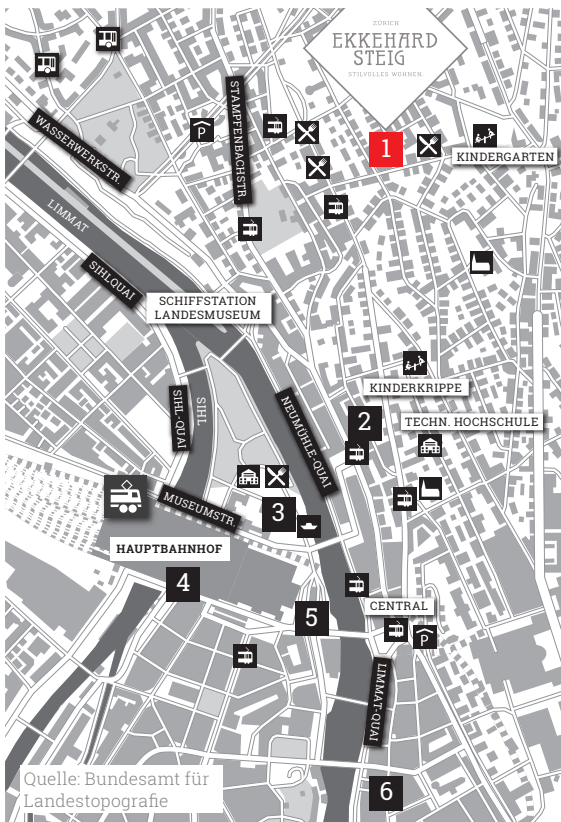 ZÜRICH
EKKEHARD
STEIG
STILVOLLES WOHNEN.
STAMPFENBACHSTR.
WASSERWERKSTR.
P
1
KINDERGARTEN
LIMMAT
SIHLQUAI
SCHIFFSTATION
LANDESMUSEUM
KINDERKRIPPE
SIHL-QUAI
SIHL
NEUMÜHLE-QUAI
2
TECHN. HOCHSCHULE
MUSEUMSTR.
3
HAUPTBAHNHOF
4
5
CENTRAL
P
LIMMAT-QUAI
6
Quelle: Bundesamt für
Landestopografie